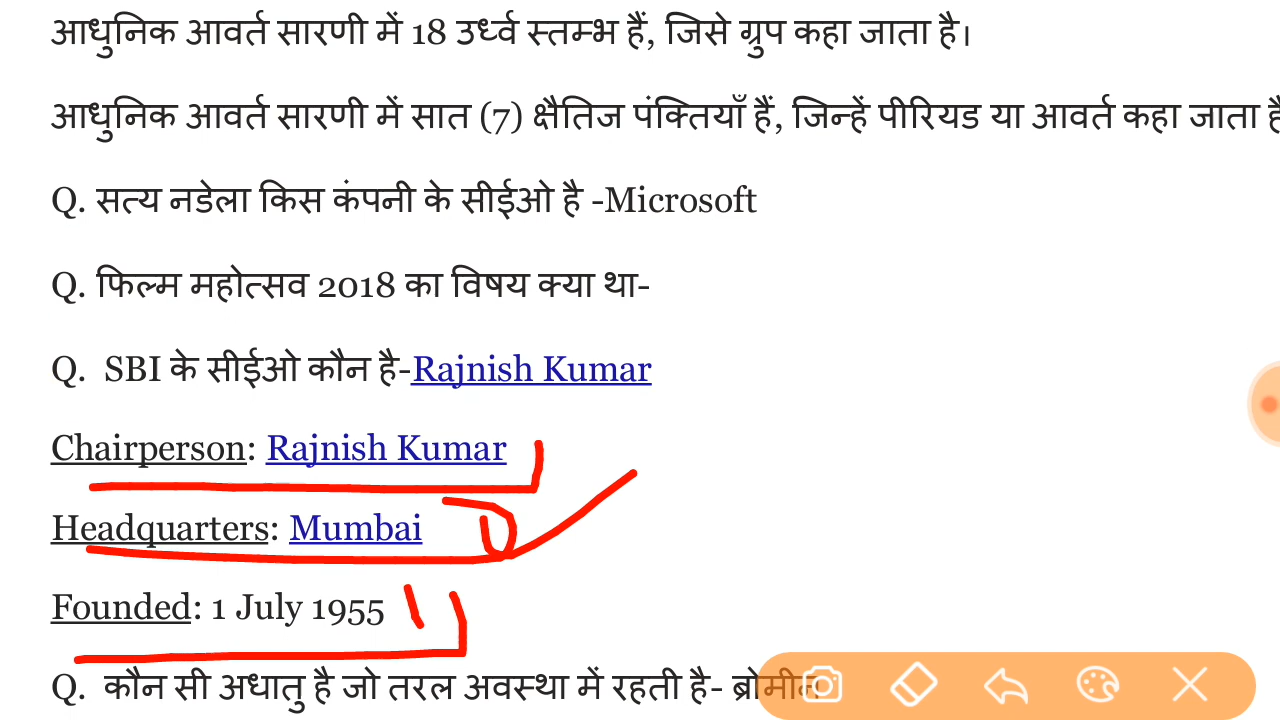 आधुनिक आवर्त सारणी में 18 उर्ध्व स्तम्भ हैं, जिसे ग्रुप कहा जाता है।
आधुनिक आवर्त सारणी में सात (7) क्षैतिज पंक्तियाँ हैं, जिन्हें पीरियड या आवर्त कहा जाता है
Q. सत्य नडेला किस कंपनी के सीईओ है -Microsoft
Q. फिल्म महोत्सव 2018 का विषय क्या था-
Q. SBI के सीईओ कौन है-Rajnish Kumar
Chairperson: Rajnish Kumar
Headquarters: Mumbai
Founded: 1 July 1955
Q. कौन सी अधातु है जो तरल अवस्था में रहती है- ब्रोमीन